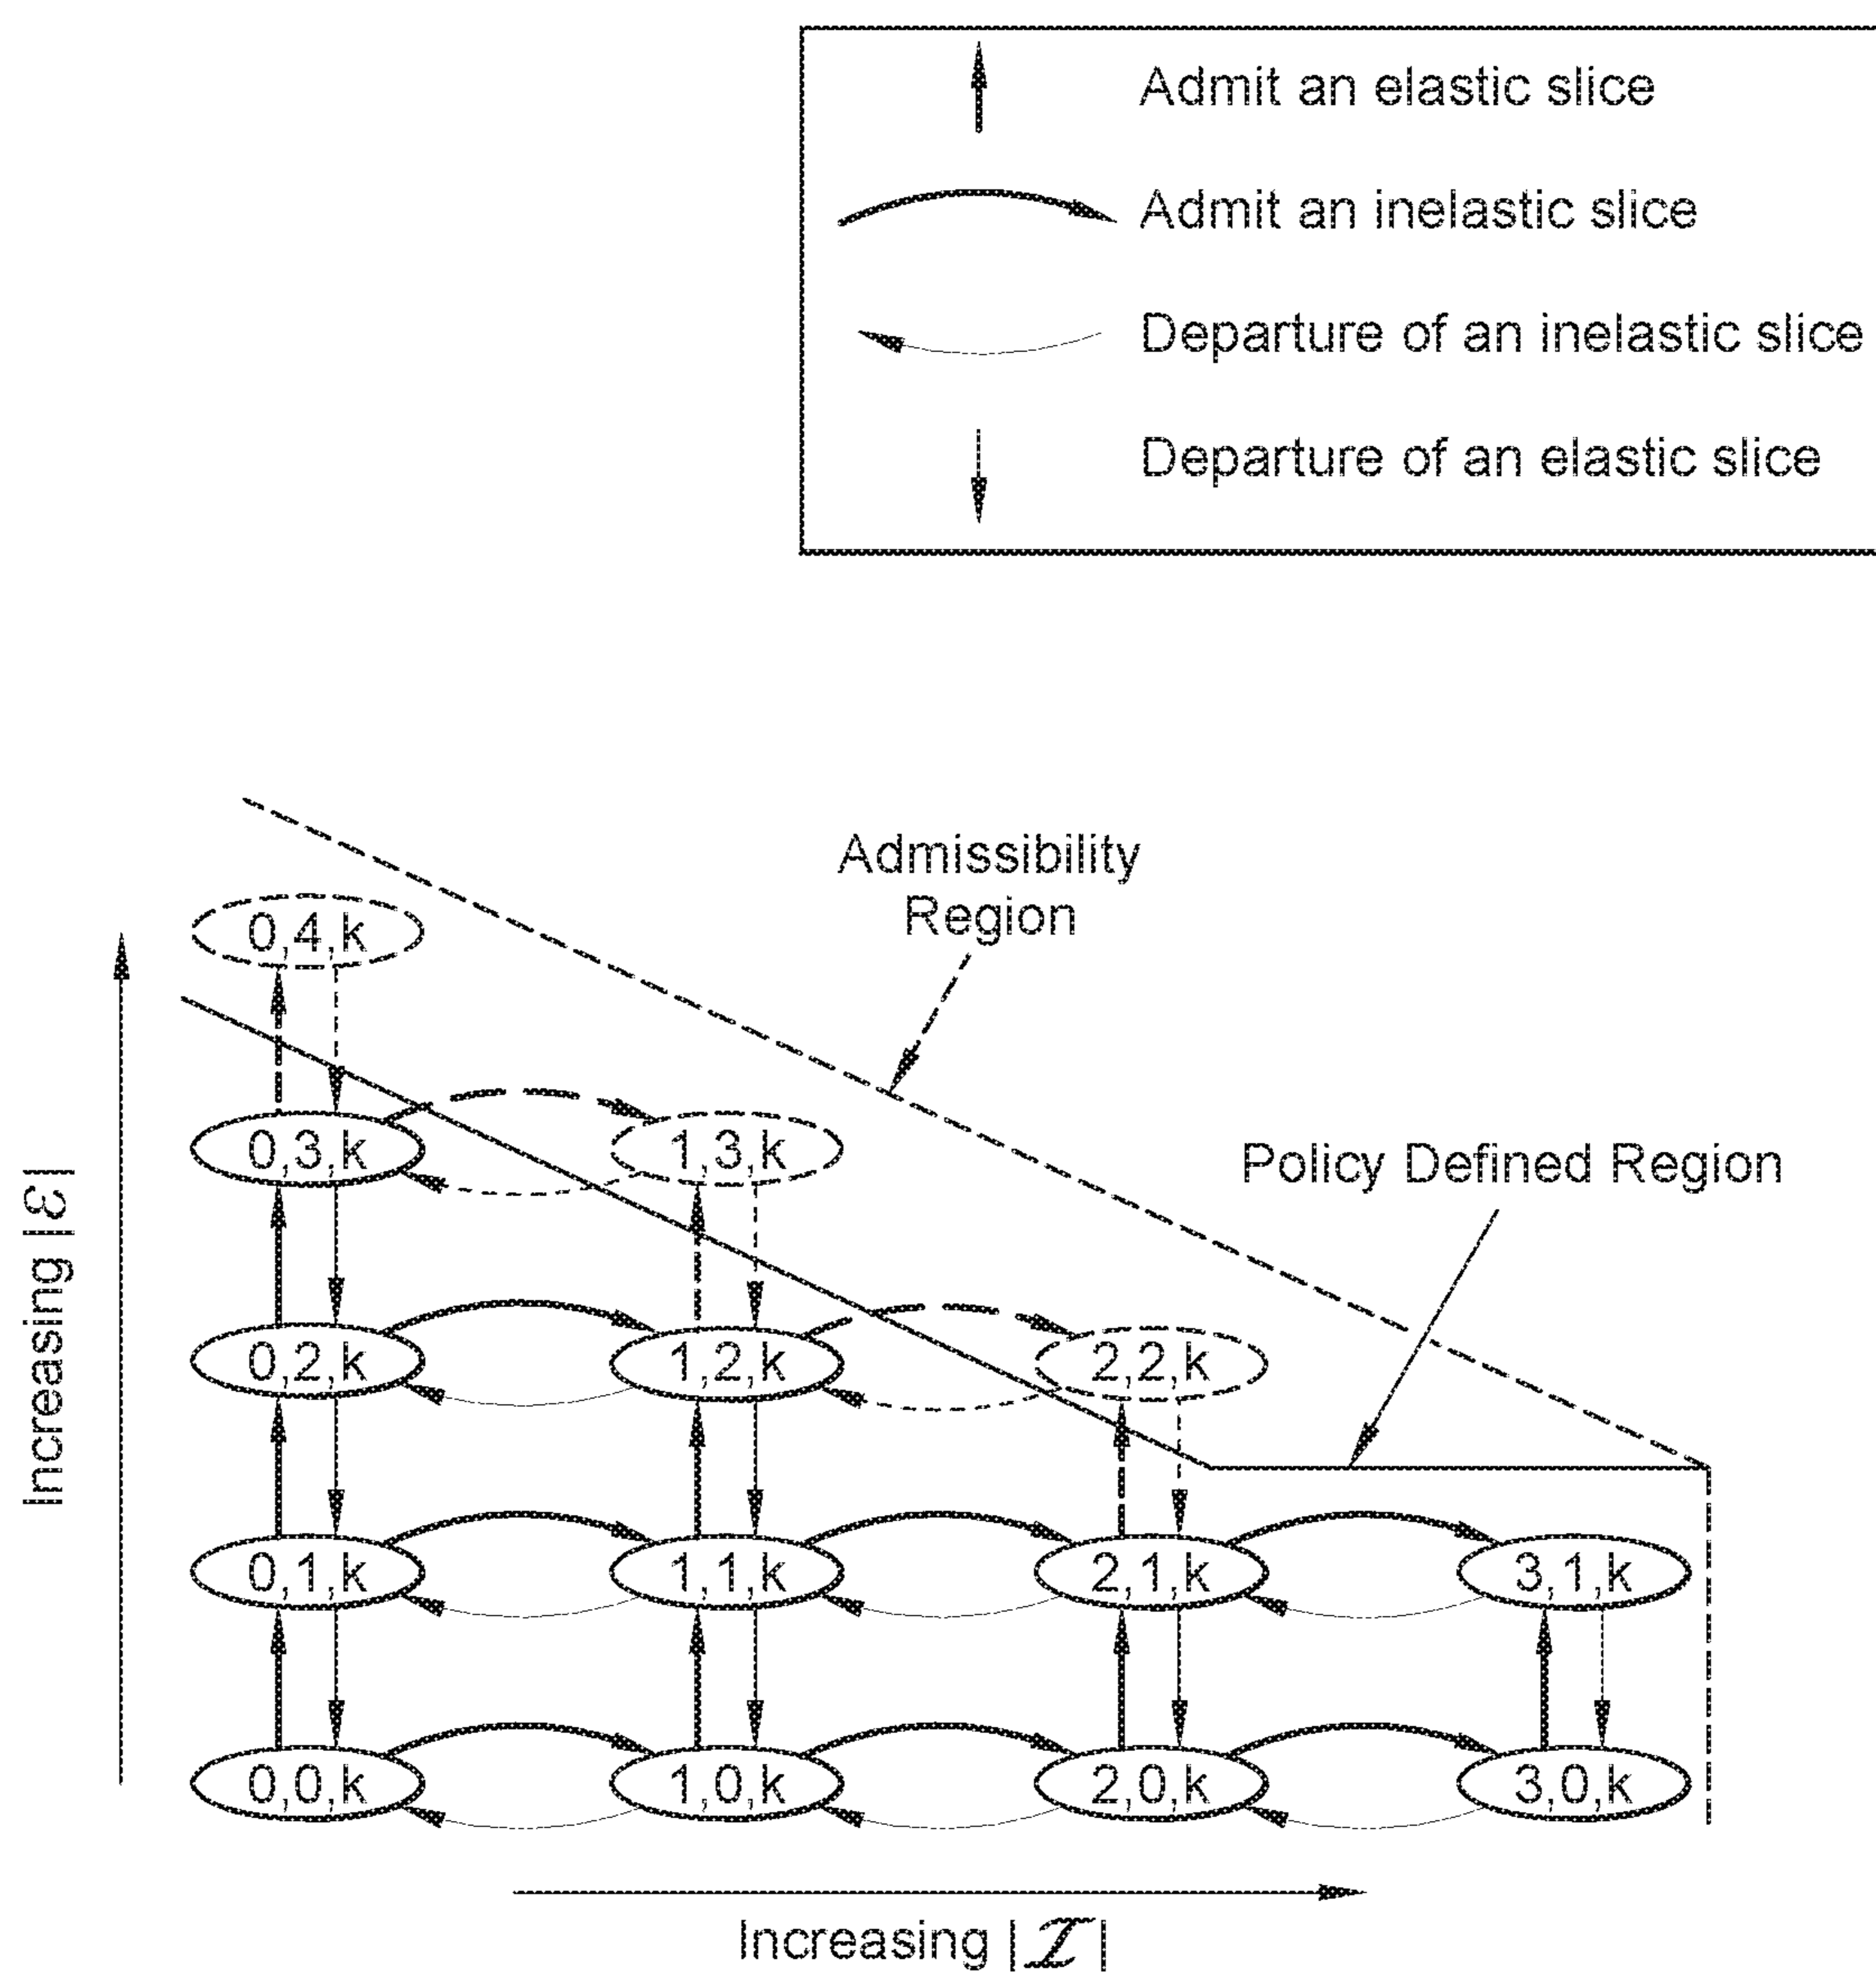 Admit an elastic slice
Admit an inelastic slice
Departure of an inelastic slice
Departure of an elastic slice
Admissibility
Region
Policy Defined Region
Increasing |ℰ|
0,4,k
0,3,k
1,3,k
0,2,k
1,2,k
2,2,k
0,1,k
1,1,k
2,1,k
3,1,k
0,0,k
1,0,k
2,0,k
3,0,k
Increasing |ℐ|